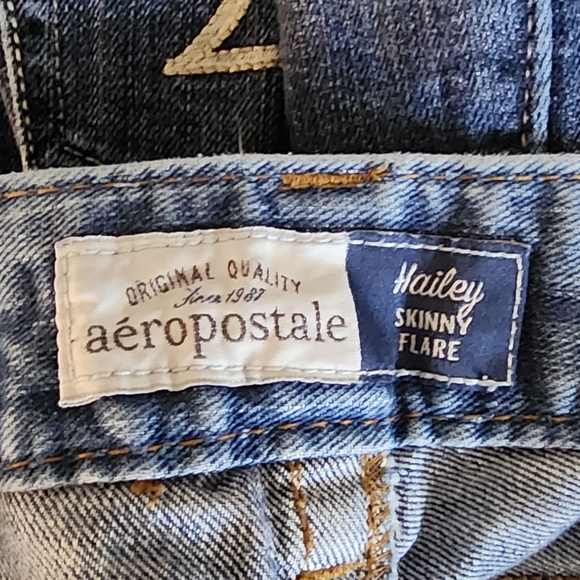 ORIGINAL QUALITY
Since 1987
aéropostale
Hailey
SKINNY
FLARE